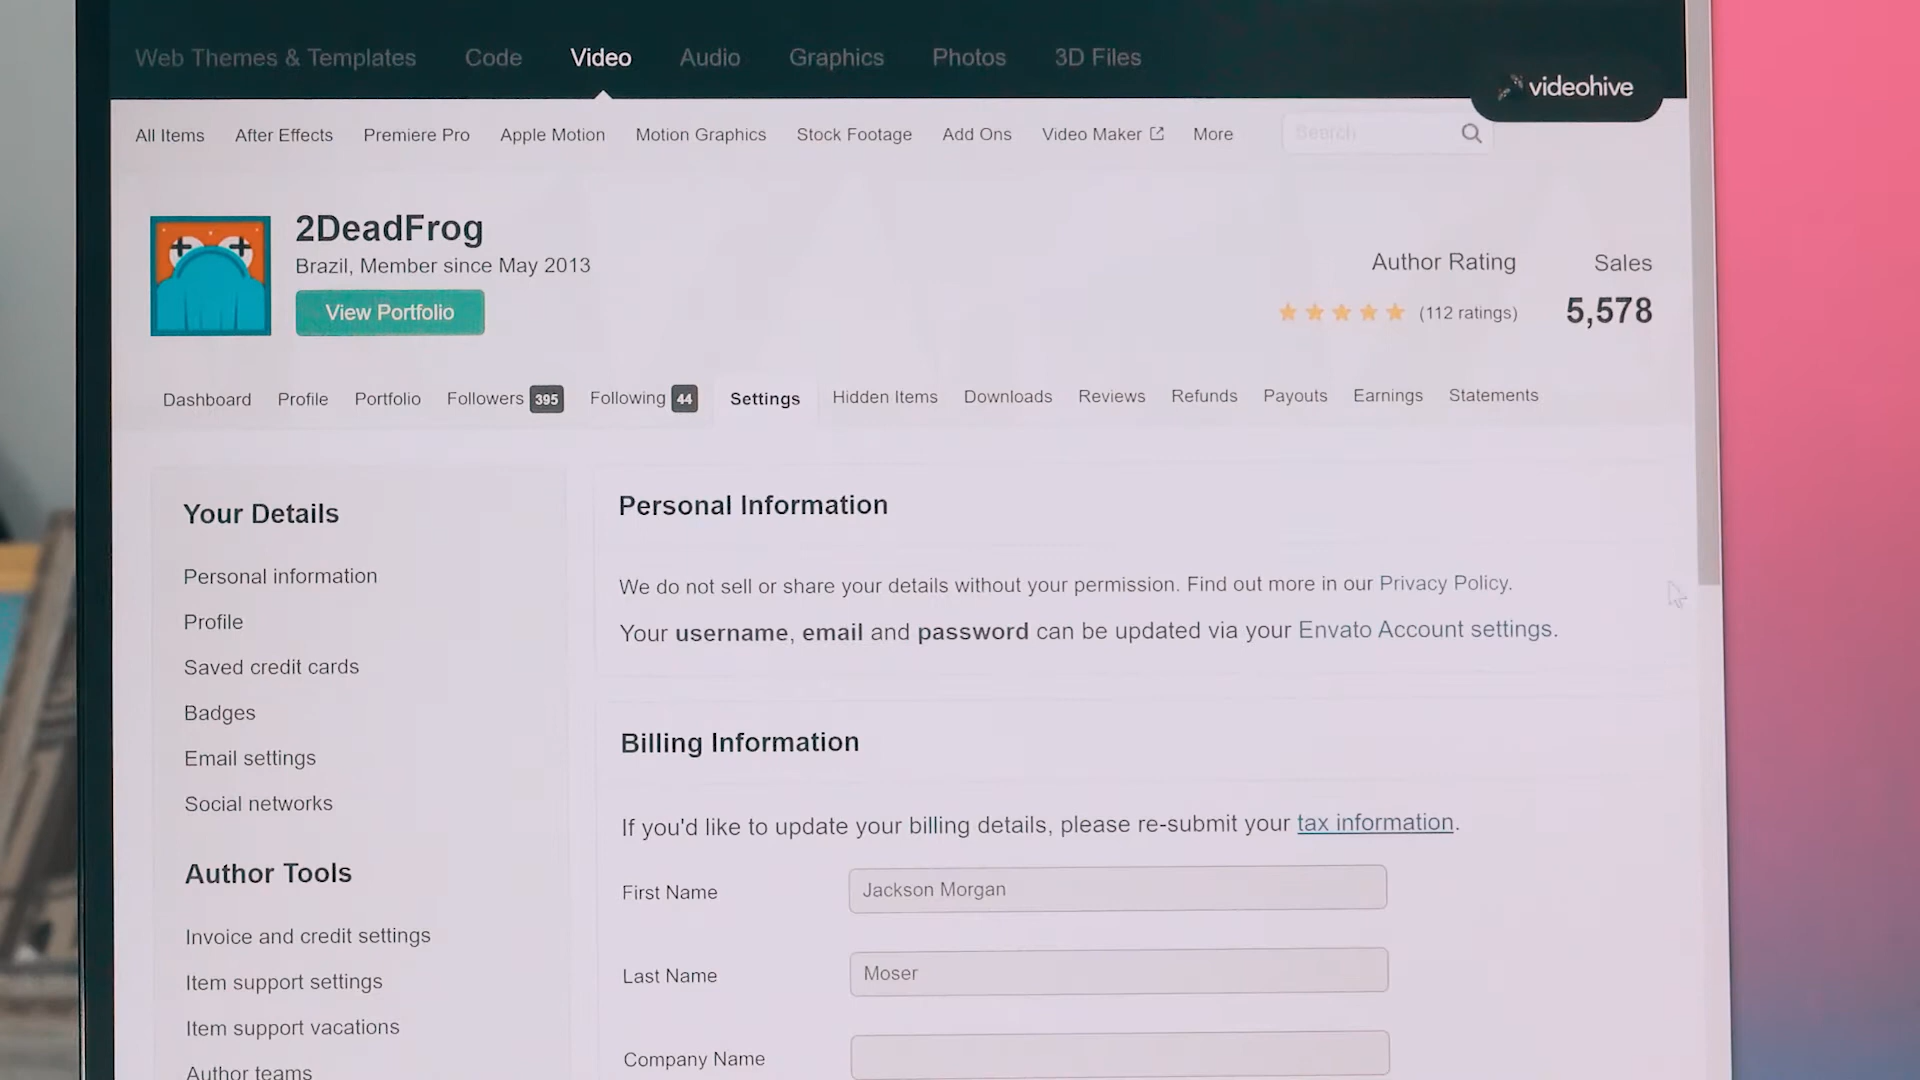 Web Themes & Templates Code Video Audio Graphics Photos 3D Files
videohive
All Items After Effects Premiere Pro Apple Motion Motion Graphics Stock Footage Add Ons Video Maker More Search
2DeadFrog
Brazil, Member since May 2013
View Portfolio
Author Rating Sales
(112 ratings) 5,578
Dashboard Profile Portfolio Followers 395 Following 44 Settings Hidden Items Downloads Reviews Refunds Payouts Earnings Statements
Your Details
Personal information
Profile
Saved credit cards
Badges
Email settings
Social networks
Author Tools
Invoice and credit settings
Item support settings
Item support vacations
Author teams
Personal Information
We do not sell or share your details without your permission. Find out more in our Privacy Policy.
Your username, email and password can be updated via your Envato Account settings.
Billing Information
If you'd like to update your billing details, please re-submit your tax information.
First Name Jackson Morgan
Last Name Moser
Company Name